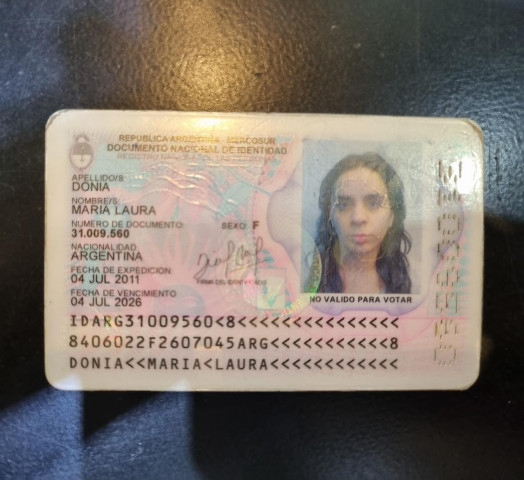 REPUBLICA ARGENTINA - MERCOSUR
DOCUMENTO NACIONAL DE IDENTIDAD
REGISTRO NACIONAL DE LAS PERSONAS
APELLIDO/S
DONIA
NOMBRE/S:
MARIA LAURA
NUMERO DE DOCUMENTO:
31.009.560
SEXO: F
NACIONALIDAD
ARGENTINA
FECHA DE EXPEDICION
04 JUL 2011
FECHA DE VENCIMIENTO
04 JUL 2026
FIRMA DEL IDENTIFICADO
NO VALIDO PARA VOTAR
IDARG31009560<8<<<<<<<<<<<<<<<
8406022F2607045ARG<<<<<<<<<<<8
DONIA<<MARIA<LAURA<<<<<<<<<<<<